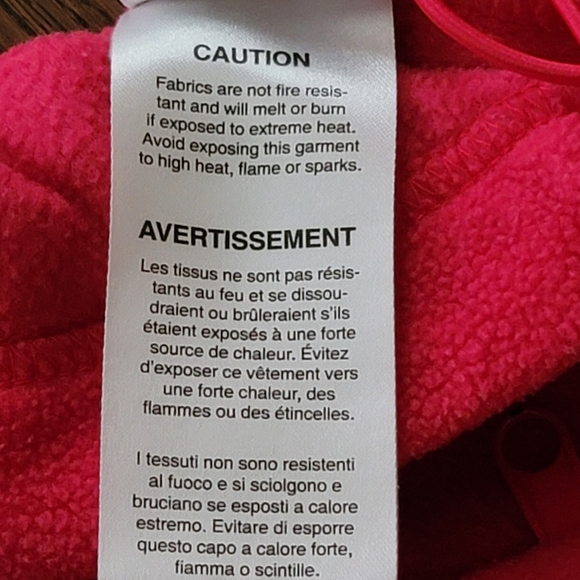 CAUTION
Fabrics are not fire resis-
tant and will melt or burn
if exposed to extreme heat.
Avoid exposing this garment
to high heat, flame or sparks.
AVERTISSEMENT
Les tissus ne sont pas résis-
tants au feu et se dissou-
draient ou brûleraient s'ils
étaient exposés à une forte
source de chaleur. Évitez
d'exposer ce vêtement vers
une forte chaleur, des
flammes ou des étincelles.
I tessuti non sono resistenti
al fuoco e si sciolgono e
bruciano se esposti a calore
estremo. Evitare di esporre
questo capo a calore forte,
fiamma o scintille.